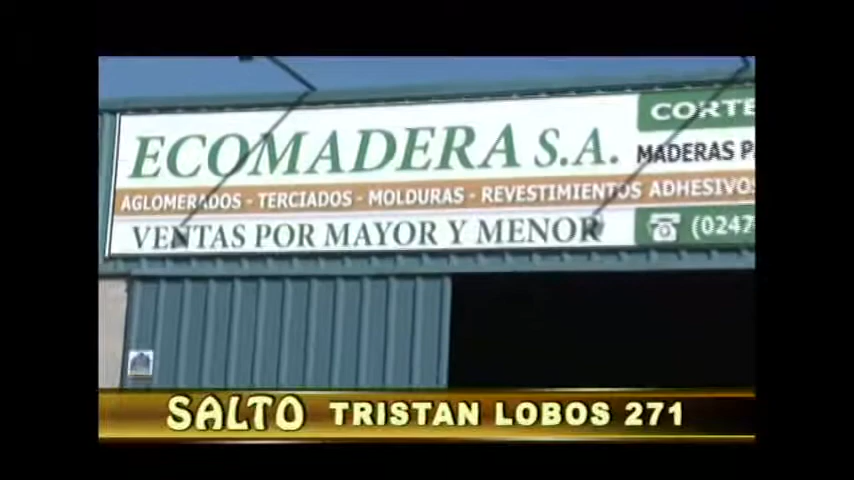 ECOMADERA S.A.
CORTE
MADERAS
AGLOMERADOS - TERCIADOS - MOLDURAS - REVESTIMIENTOS ADHESIVOS
VENTAS POR MAYOR Y MENOR
(0247
SALTO TRISTAN LOBOS 271